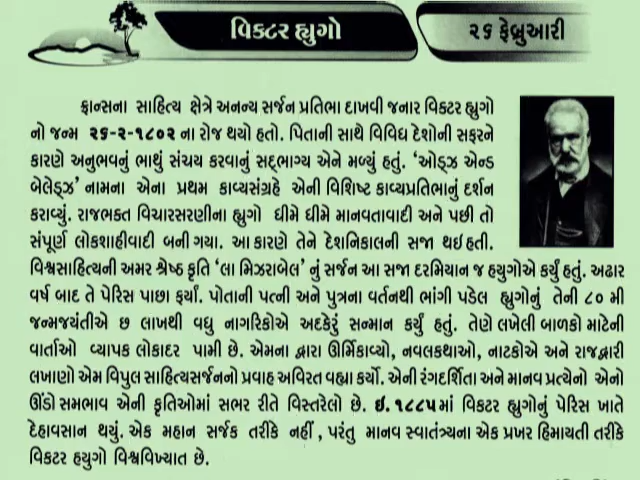 વિક્ટર હ્યુગો
૨૬ ફેબ્રુઆરી
ફ્રાન્સના સાહિત્ય ક્ષેત્રે અનન્ય સર્જન પ્રતિભા દાખવી જનાર વિક્ટર હ્યુગો
નો જન્મ ૨૬-૨-૧૮૦૨ ના રોજ થયો હતો. પિતાની સાથે વિવિધ દેશોની સફરને
કારણે અનુભવનું ભાથું સંચય કરવાનું સદ્ભાગ્ય એને મળ્યું હતું. ‘ઓડ્ઝ એન્ડ
બેલેડ્ઝ’ નામના એના પ્રથમ કાવ્યસંગ્રહે એની વિશિષ્ટ કાવ્યપ્રતિભાનું દર્શન
કરાવ્યું. રાજભક્ત વિચારસરણીના હ્યુગો ધીમે ધીમે માનવતાવાદી અને પછી તો
સંપૂર્ણ લોકશાહીવાદી બની ગયા. આ કારણે તેને દેશનિકાલની સજા થઇ હતી.
વિશ્વસાહિત્યની અમર શ્રેષ્ઠ કૃતિ ‘લા મિઝરાબેલ’ નું સર્જન આ સજા દરમિયાન જ હયુગોએ કર્યું હતું. અઢાર
વર્ષ બાદ તે પેરિસ પાછા ફર્યા. પોતાની પત્ની અને પુત્રના વર્તનથી ભાંગી પડેલ હ્યુગોનું તેની ૮૦ મી
જન્મજયંતીએ છ લાખથી વધુ નાગરિકોએ અદકેરું સન્માન કર્યું હતું. તેણે લખેલી બાળકો માટેની
વાર્તાઓ વ્યાપક લોકાદર પામી છે. એમના દ્વારા ઊર્મિકાવ્યો, નવલકથાઓ, નાટકોએ અને રાજદ્વારી
લખાણો એમ વિપુલ સાહિત્યસર્જનનો પ્રવાહ અવિરત વહ્યા કર્યો. એની રંગદર્શિતા અને માનવ પ્રત્યેનો એનો
ઊંડો સમભાવ એની કૃતિઓમાં સભર રીતે વિસ્તરેલો છે. ઇ.૧૮૮૫માં વિક્ટર હ્યુગોનું પેરિસ ખાતે
દેહાવસાન થયું. એક મહાન સર્જક તરીકે નહીં , પરંતુ માનવ સ્વાતંત્ર્યના એક પ્રખર હિમાયતી તરીકે
વિક્ટર હયુગો વિશ્વવિખ્યાત છે.